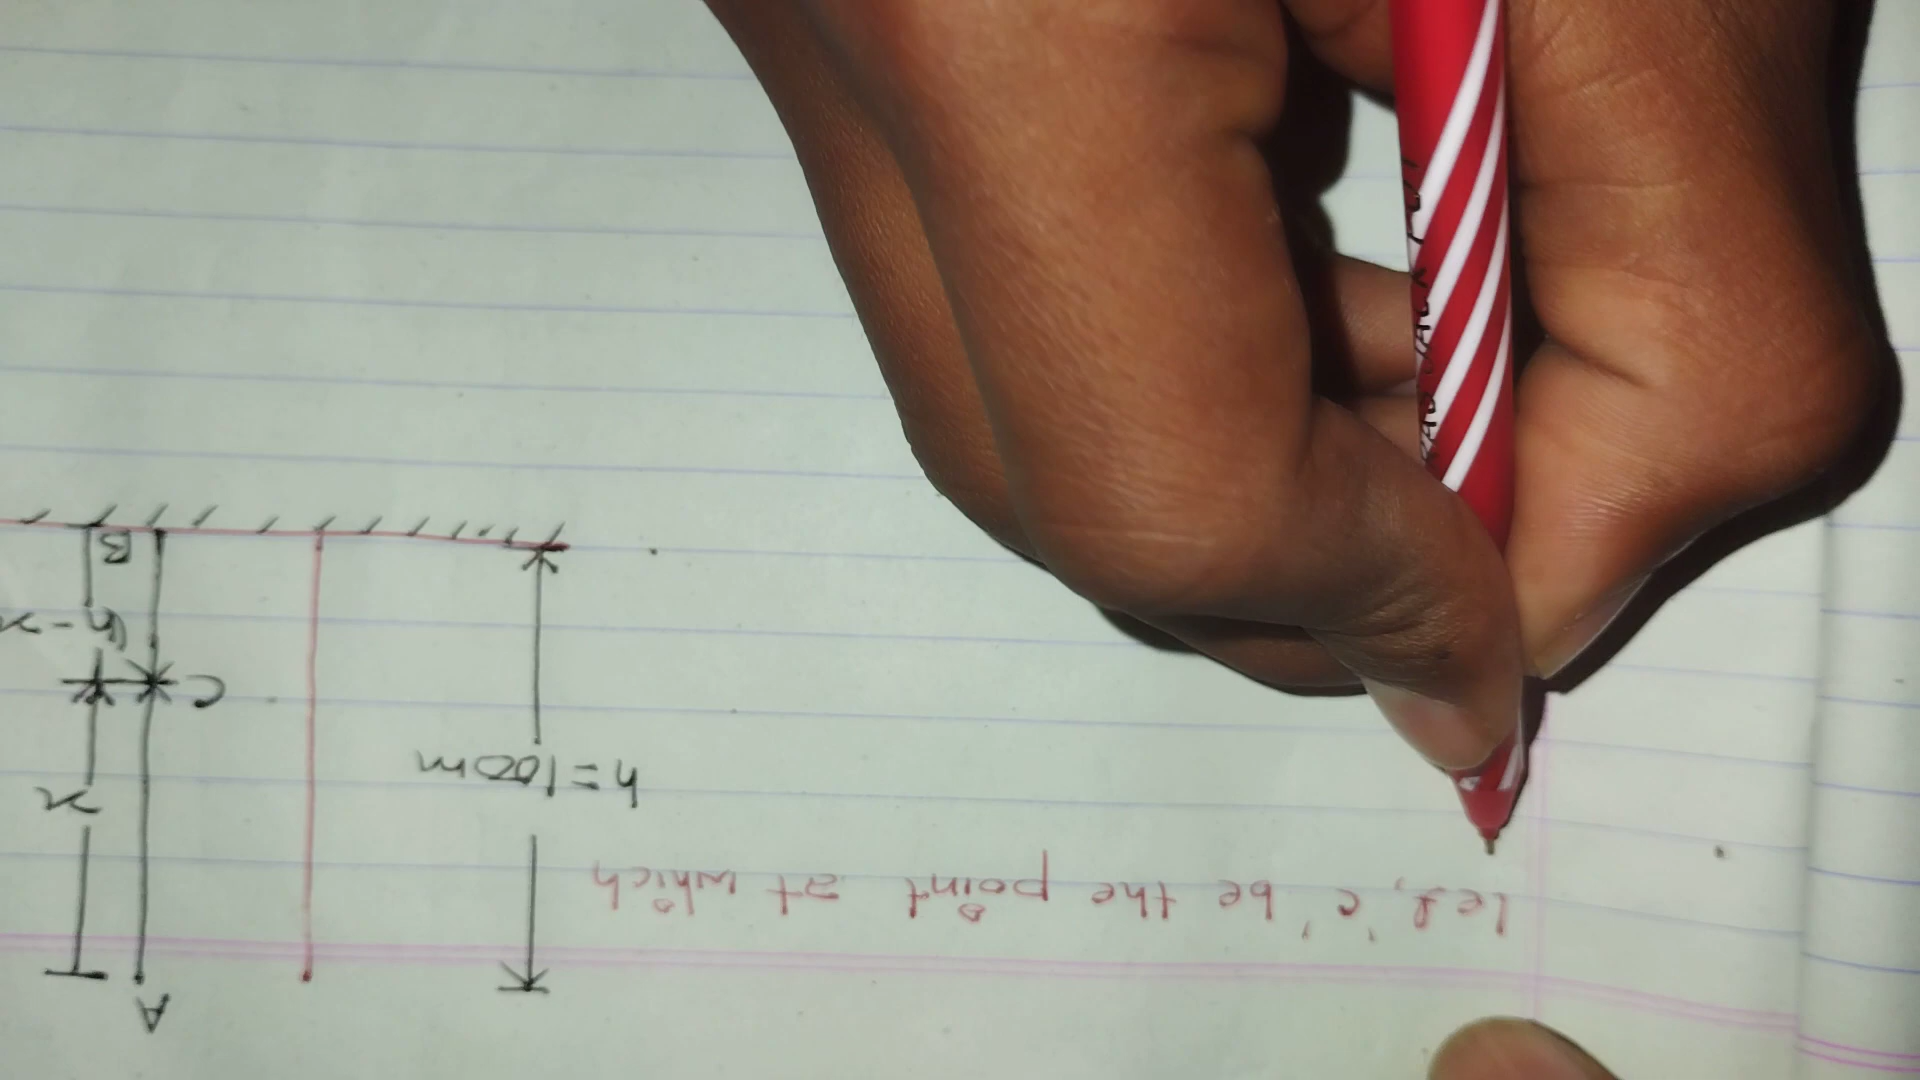 Let, 'c' be the point at which
h=100m
A
x
C
(h-x
B